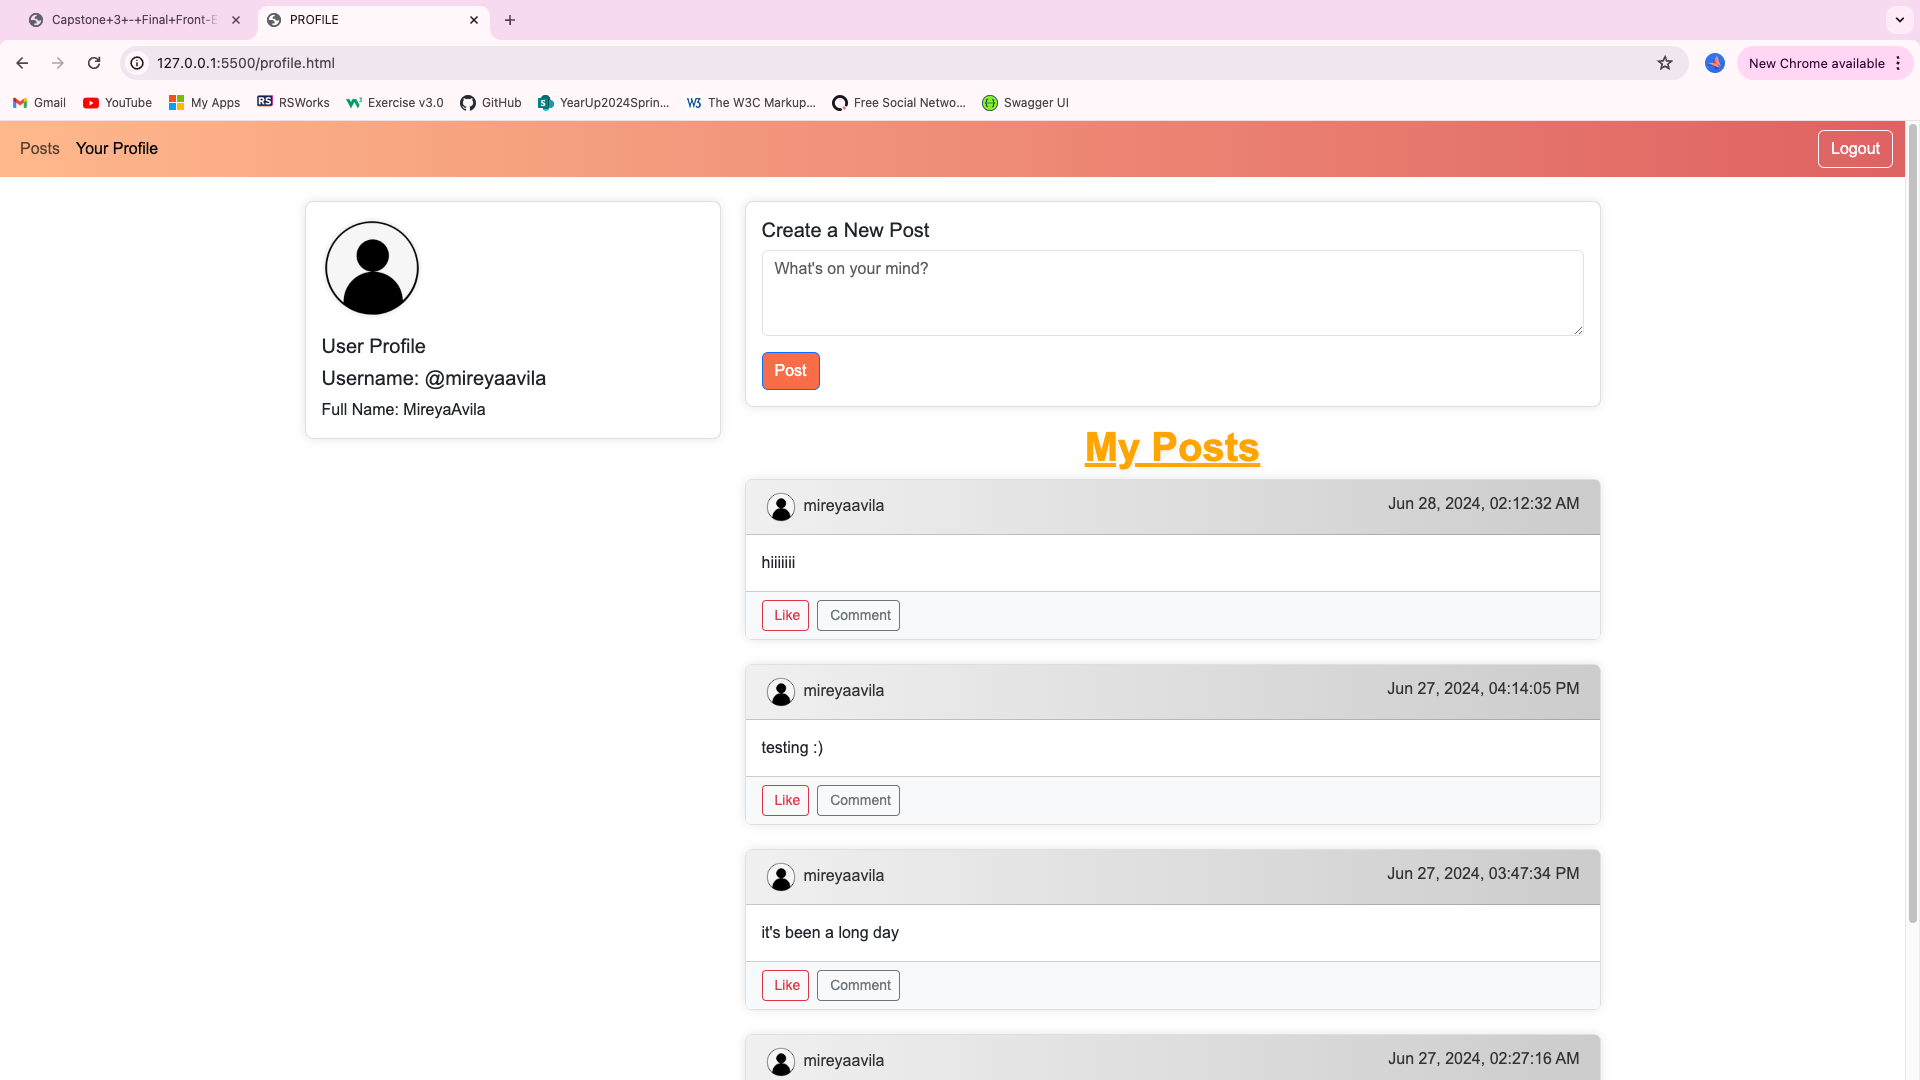 Capstone+3+-+Final+Front-E
PROFILE
127.0.0.1:5500/profile.html
New Chrome available
Gmail
YouTube
My Apps
RS
RSWorks
W3
Exercise v3.0
GitHub
S
YearUp2024Sprin...
W3
The W3C Markup...
Free Social Netwo...
Swagger UI
Posts
Your Profile
Logout
User Profile
Username: @mireyaavila
Full Name: MireyaAvila
Create a New Post
What's on your mind?
Post
My Posts
mireyaavila
Jun 28, 2024, 02:12:32 AM
hiiiiiii
Like
Comment
mireyaavila
Jun 27, 2024, 04:14:05 PM
testing :)
Like
Comment
mireyaavila
Jun 27, 2024, 03:47:34 PM
it's been a long day
Like
Comment
mireyaavila
Jun 27, 2024, 02:27:16 AM